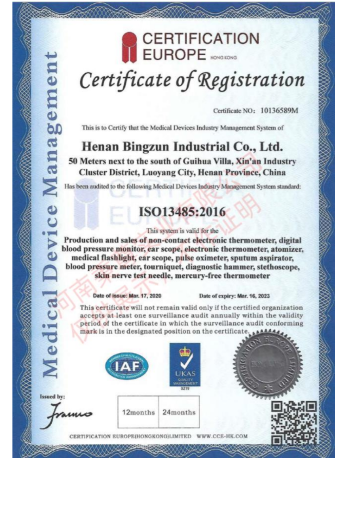 CERTIFICATION
EUROPE HONG KONG
Certificate of Registration
Certificate NO: 10136589M
This is to Certify that the Medical Devices Industry Management System of
Henan Bingzun Industrial Co., Ltd.
50 Meters next to the south of Guihua Villa, Xin'an Industry
Cluster District, Luoyang City, Henan Province, China
Has been audited to the following Medical Devices Industry Management System standard:
ISO13485:2016
This system is valid for the
Production and sales of non-contact electronic thermometer, digital
blood pressure monitor, ear scope, electronic thermometer, atomizer,
medical flashlight, ear scope, pulse oximeter, sputum aspirator,
blood pressure meter, tourniquet, diagnostic hammer, stethoscope,
skin nerve test needle, mercury-free thermometer
Date of issue: Mar. 17, 2020 Date of expiry: Mar. 16, 2023
This certificate will not remain valid only if the certified organization
accepts at least one surveillance audit annually within the validity
period of the certificate in which the surveillance audit conforming
mark is in the designated position on the certificate.
Medical Device Management
IAF
UKAS
QUALITY
MANAGEMENT
Issued by:
12months 24months
CERTIFICATION EUROPE(HONGKONG)LIMITED WWW.CCE-HK.COM